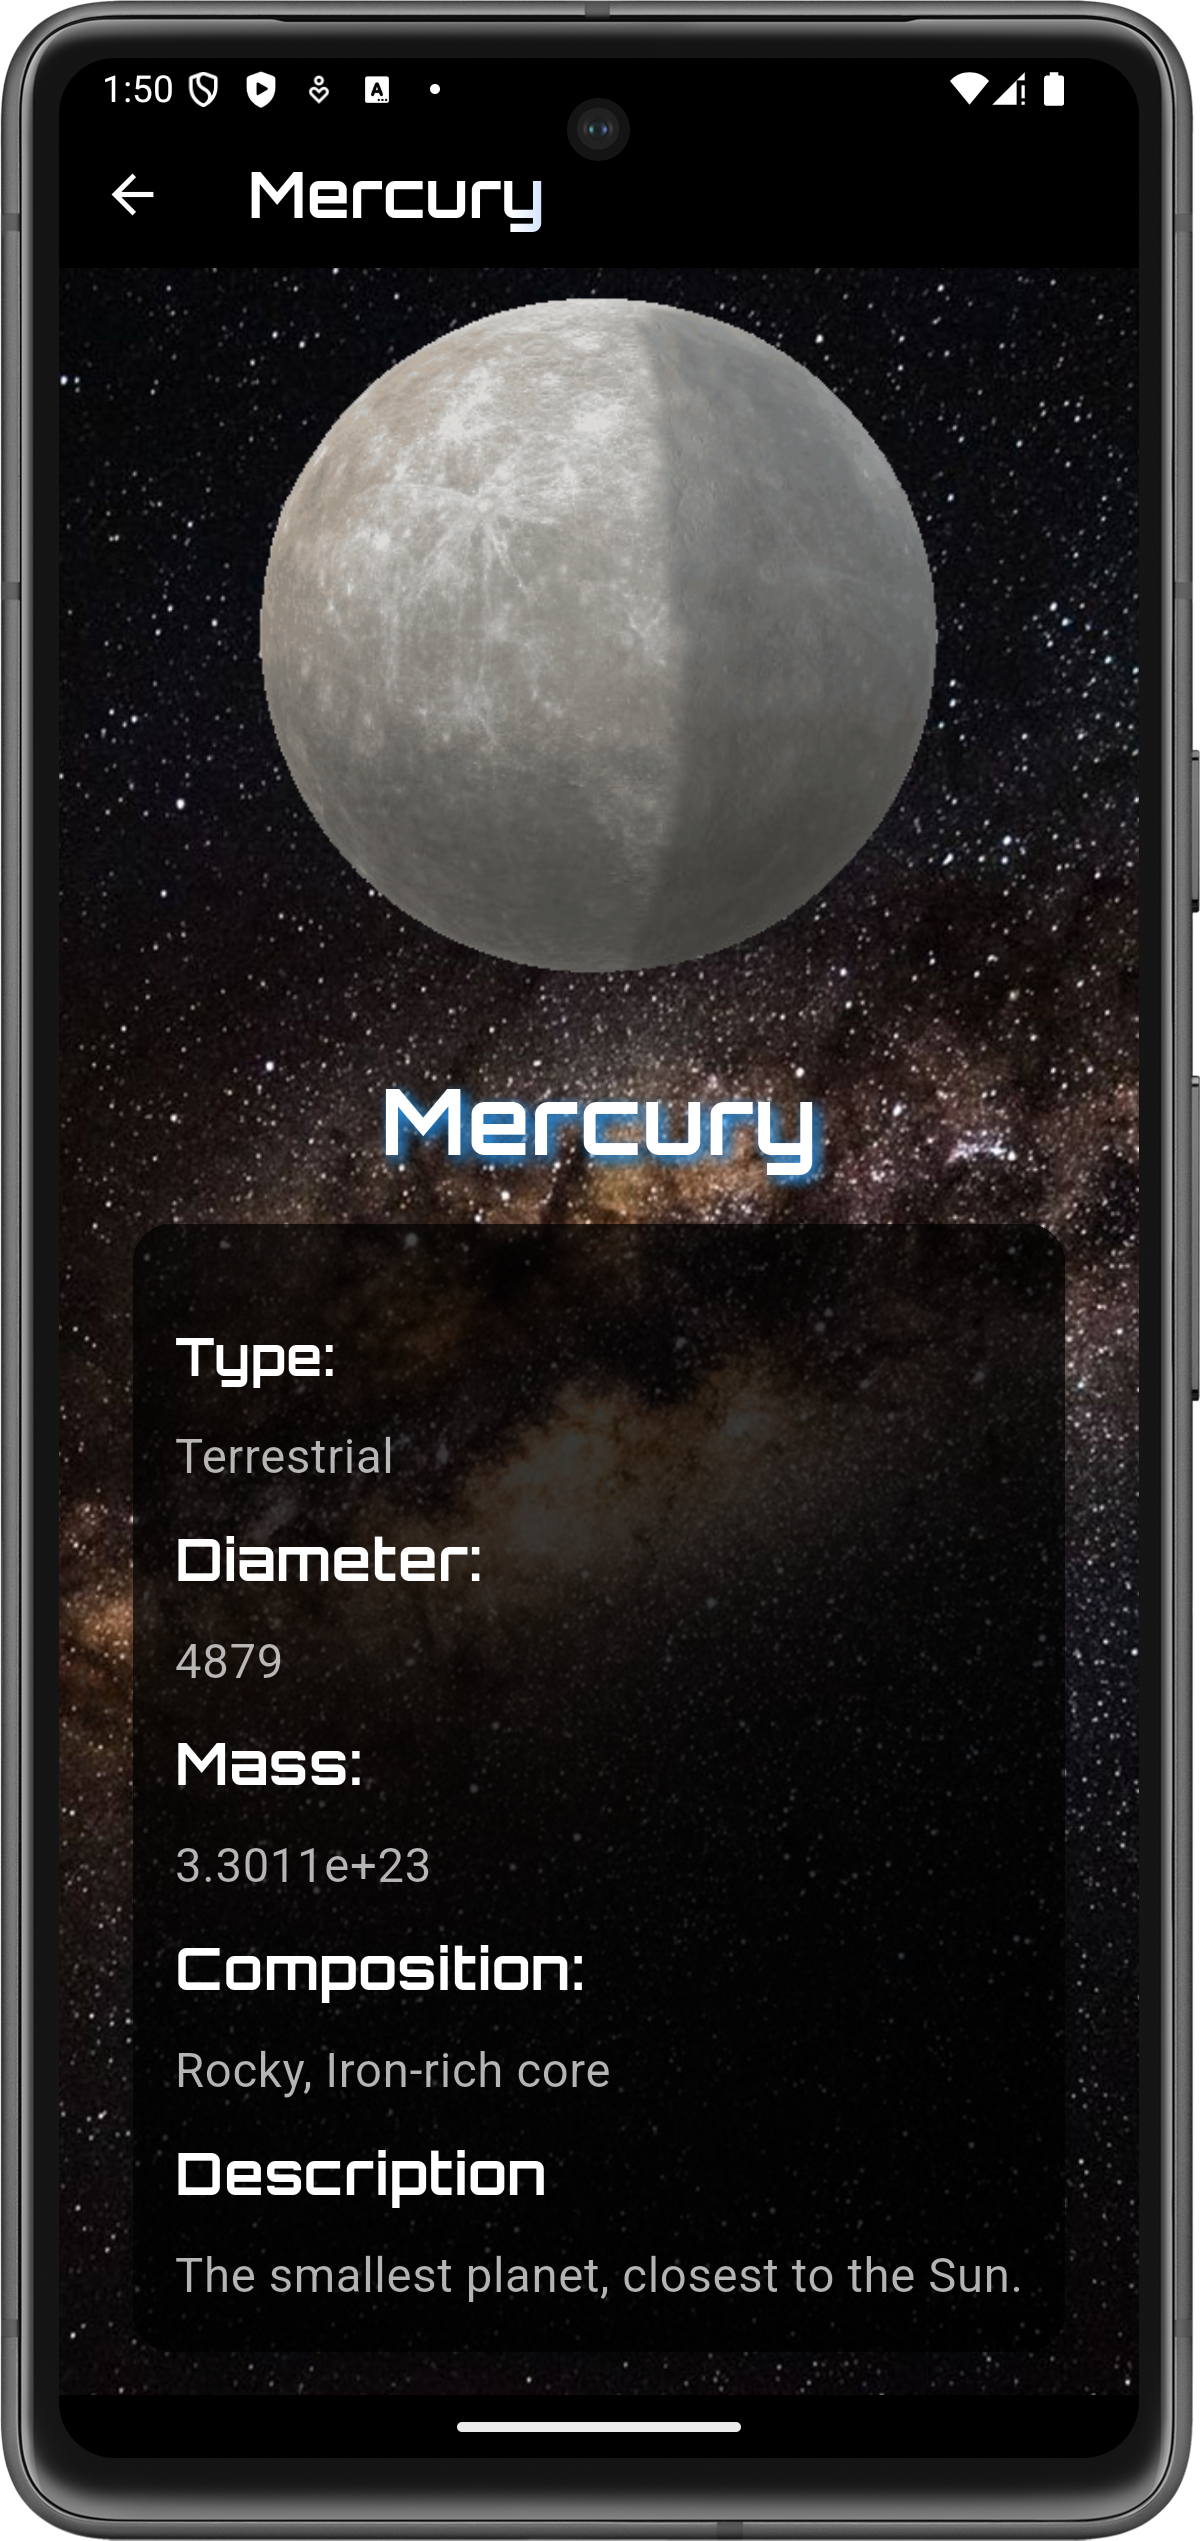 1:50
Mercury
Mercury
Type:
Terrestrial
Diameter:
4879
Mass:
3.3011e+23
Composition:
Rocky, Iron-rich core
Description
The smallest planet, closest to the Sun.